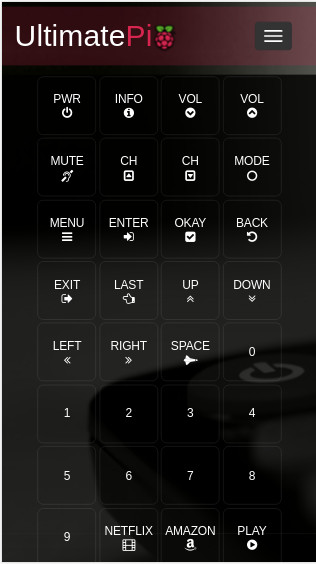 UltimatePi
PWR INFO VOL VOL
MUTE CH CH MODE
MENU ENTER OKAY BACK
EXIT LAST UP DOWN
LEFT RIGHT SPACE 0
1 2 3 4
5 6 7 8
9 NETFLIX AMAZON PLAY